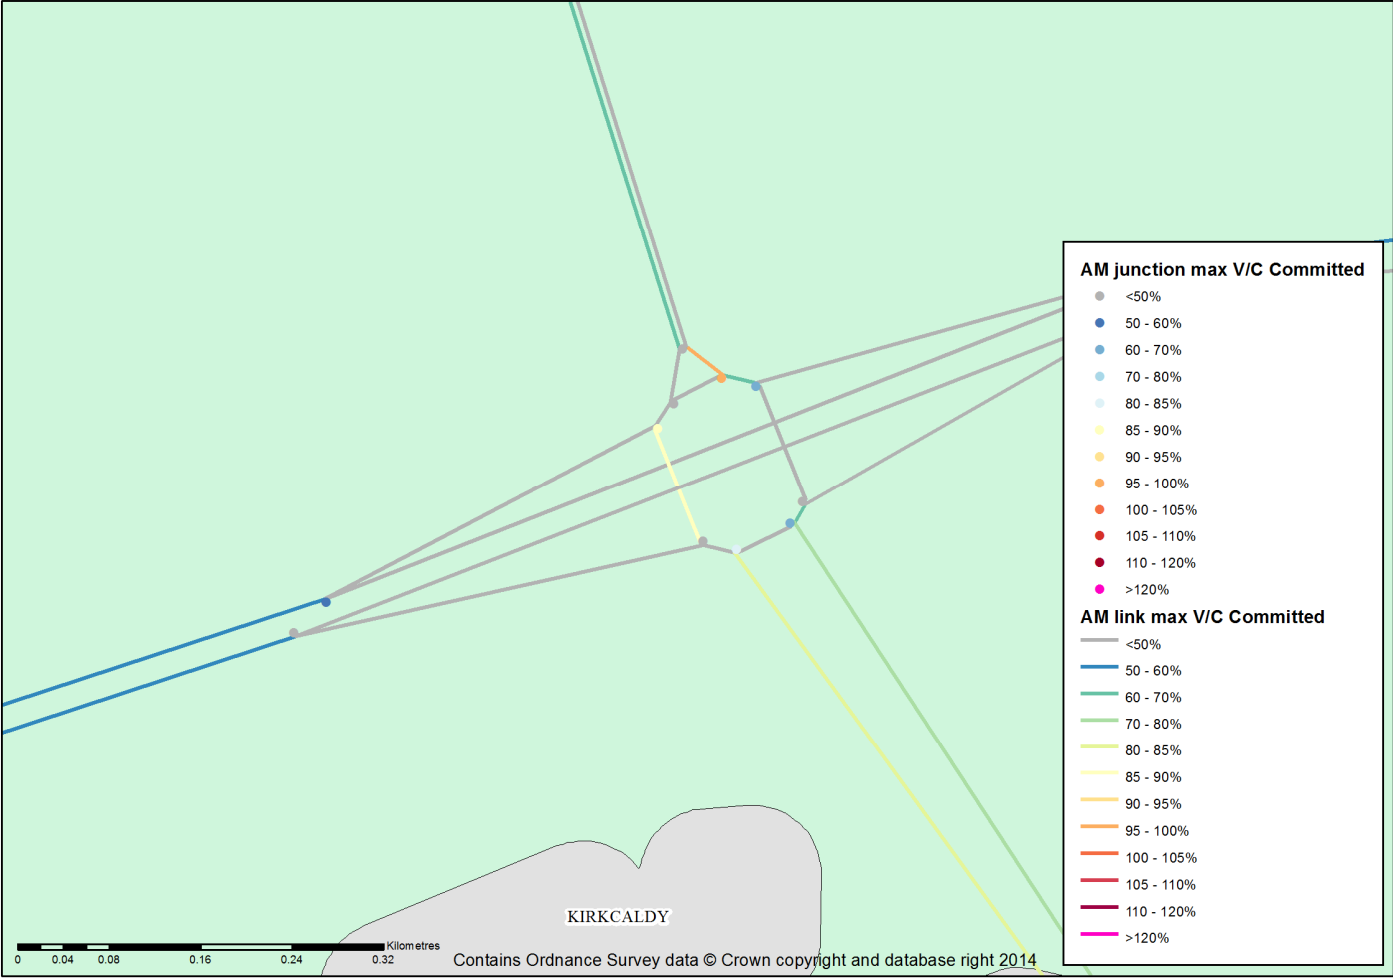 AM junction max V/C Committed
<50%
50 - 60%
60 - 70%
70 - 80%
80 - 85%
85 - 90%
90 - 95%
95 - 100%
100 - 105%
105 - 110%
110 - 120%
>120%
AM link max V/C Committed
<50%
50 - 60%
60 - 70%
70 - 80%
80 - 85%
85 - 90%
90 - 95%
95 - 100%
100 - 105%
105 - 110%
110 - 120%
>120%
KIRKCALDY
Kilometres
0 0.04 0.08 0.16 0.24 0.32
Contains Ordnance Survey data © Crown copyright and database right 2014